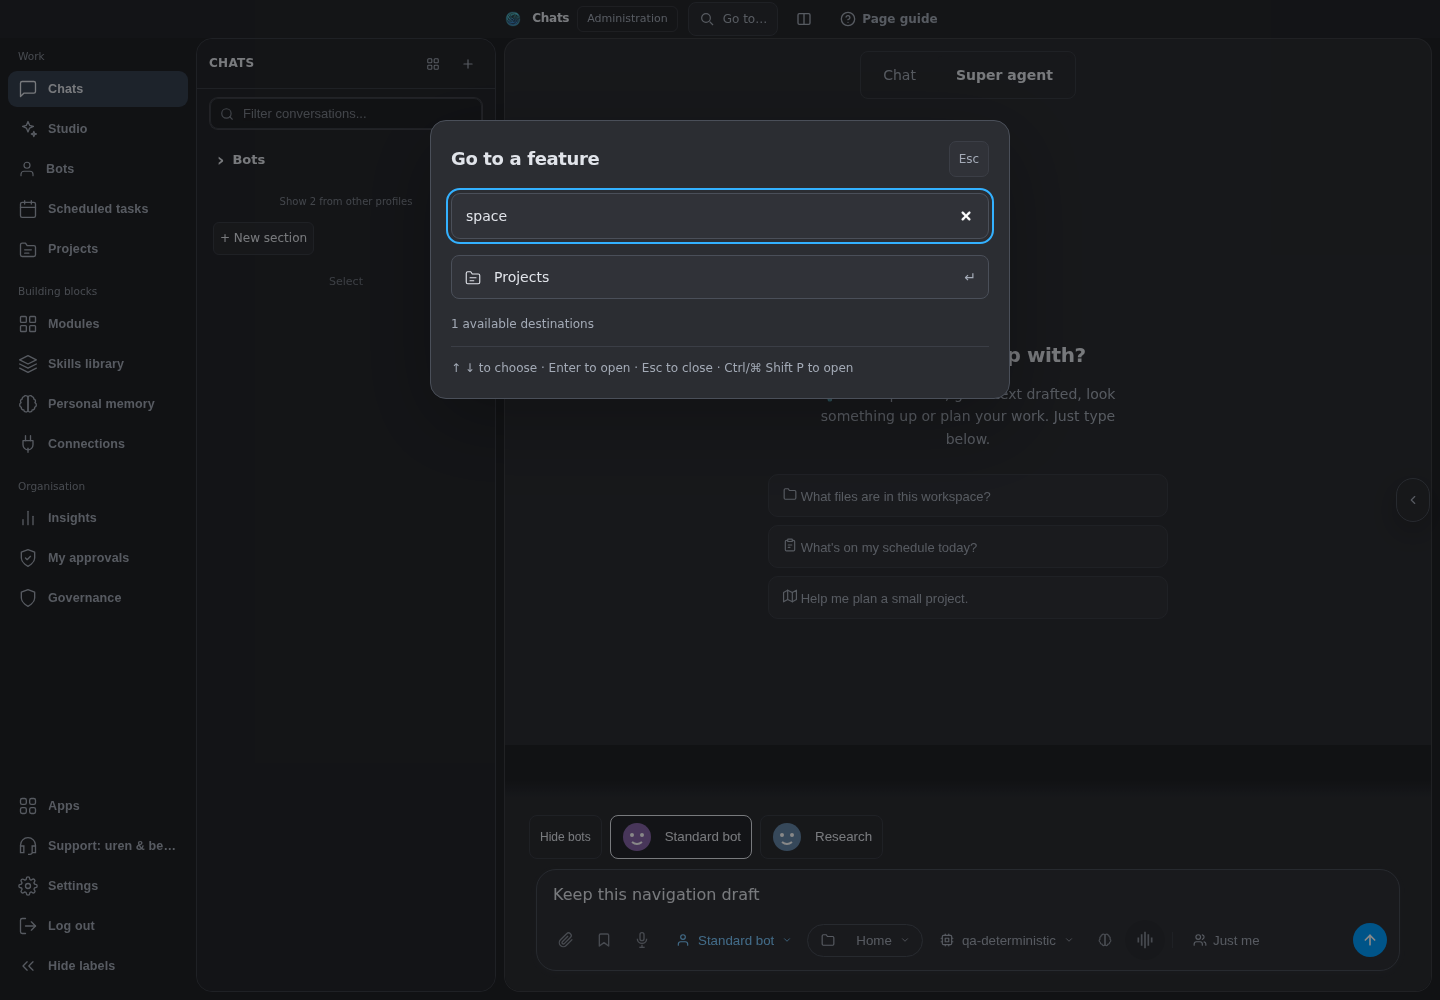 Chats
Administration
Go to...
Page guide
Work
Chats
Studio
Bots
Scheduled tasks
Projects
Building blocks
Modules
Skills library
Personal memory
Connections
Organisation
Insights
My approvals
Governance
Apps
Support: uren & be...
Settings
Log out
Hide labels
CHATS
Filter conversations...
Bots
Show 2 from other profiles
+ New section
Select
Chat
Super agent
Go to a feature
Esc
space
Projects
1 available destinations
↑ ↓ to choose · Enter to open · Esc to close · Ctrl/⌘ Shift P to open
with?
drafted, look
something up or plan your work. Just type
below.
What files are in this workspace?
What's on my schedule today?
Help me plan a small project.
Hide bots
Standard bot
Research
Keep this navigation draft
Standard bot
Home
qa-deterministic
Just me